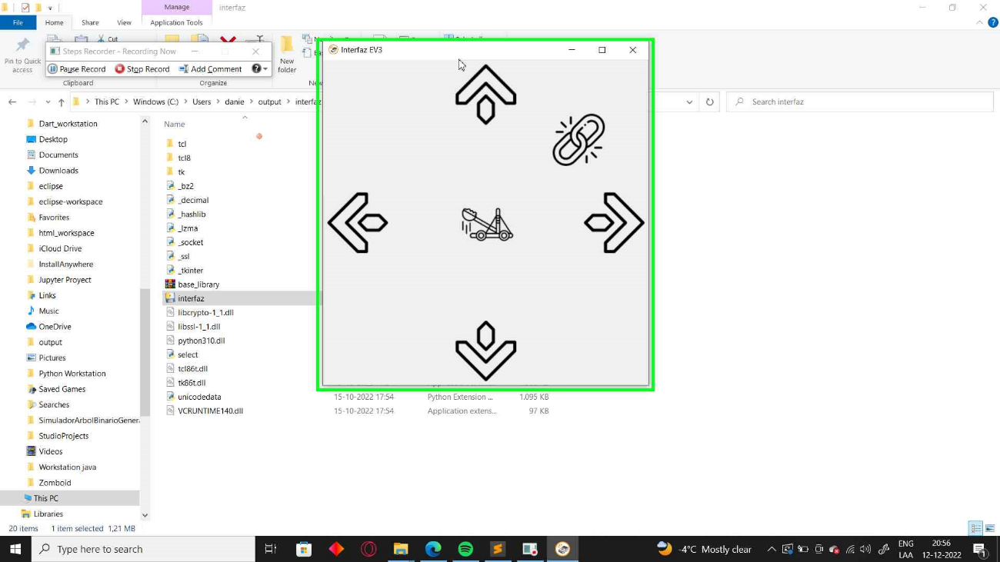 Manage
interfaz
File
Home
Share
View
Application Tools
Pin to Quick
access
Cut
New
folder
Clipboard
Organize
Steps Recorder - Recording Now
Pause Record
Stop Record
Add Comment
Interfaz EV3
This PC
Windows (C:)
Users
danie
output
interfaz
Search interfaz
Name
Dart_workstation
Desktop
Documents
Downloads
eclipse
eclipse-workspace
Favorites
html_workspace
iCloud Drive
InstallAnywhere
Jupyter Proyect
Links
Music
OneDrive
output
Pictures
Python Workstation
Saved Games
Searches
SimuladorArbolBinarioGenera
StudioProjects
Videos
Workstation java
Zomboid
This PC
Libraries
tcl
tcl8
tk
_bz2
_decimal
_hashlib
_lzma
_socket
_ssl
_tkinter
base_library
interfaz
libcrypto-1_1.dll
libssl-1_1.dll
python310.dll
select
tcl86t.dll
tk86t.dll
unicodedata 15-10-2022 17:54 Python Extension ... 1.095 KB
VCRUNTIME140.dll 15-10-2022 17:54 Application extens... 97 KB
20 items 1 item selected 1,21 MB
Type here to search
-4°C Mostly clear
ENG
LAA
20:56
12-12-2022
1